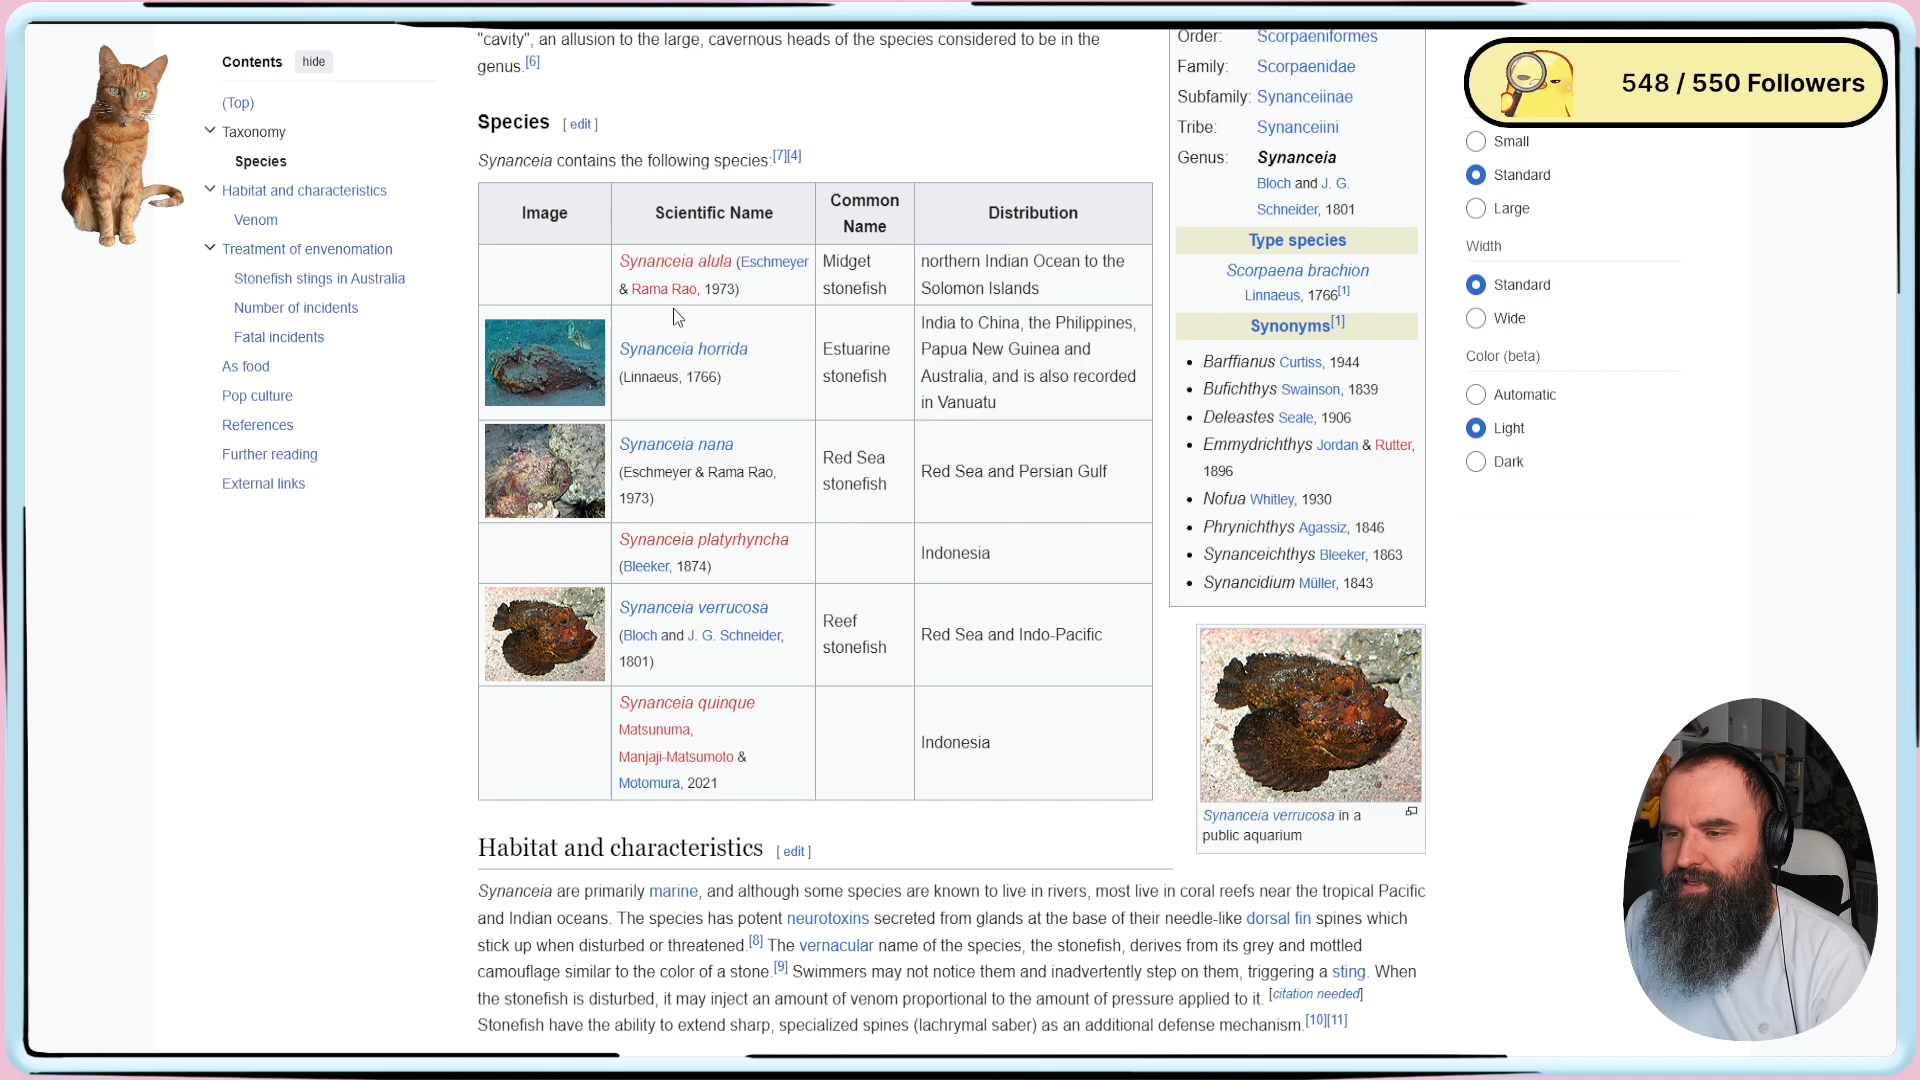 Contents hide
(Top)
Taxonomy
Species
Habitat and characteristics
Venom
Treatment of envenomation
Stonefish stings in Australia
Number of incidents
Fatal incidents
As food
Pop culture
References
Further reading
External links
"cavity", an allusion to the large, cavernous heads of the species considered to be in the
genus.[6]
Species [ edit ]
Synanceia contains the following species:[7][4]
Image Scientific Name Common Name Distribution
Synanceia alula (Eschmeyer
& Rama Rao, 1973)
Midget
stonefish
northern Indian Ocean to the
Solomon Islands
Synanceia horrida
(Linnaeus, 1766)
Estuarine
stonefish
India to China, the Philippines,
Papua New Guinea and
Australia, and is also recorded
in Vanuatu
Synanceia nana
(Eschmeyer & Rama Rao,
1973)
Red Sea
stonefish
Red Sea and Persian Gulf
Synanceia platyrhyncha
(Bleeker, 1874)
Indonesia
Synanceia verrucosa
(Bloch and J. G. Schneider,
1801)
Reef
stonefish
Red Sea and Indo-Pacific
Synanceia quinque
Matsunuma,
Manjaji-Matsumoto &
Motomura, 2021
Indonesia
Habitat and characteristics [ edit ]
Synanceia are primarily marine, and although some species are known to live in rivers, most live in coral reefs near the tropical Pacific
and Indian oceans. The species has potent neurotoxins secreted from glands at the base of their needle-like dorsal fin spines which
stick up when disturbed or threatened.[8] The vernacular name of the species, the stonefish, derives from its grey and mottled
camouflage similar to the color of a stone.[9] Swimmers may not notice them and inadvertently step on them, triggering a sting. When
the stonefish is disturbed, it may inject an amount of venom proportional to the amount of pressure applied to it. [citation needed]
Stonefish have the ability to extend sharp, specialized spines (lachrymal saber) as an additional defense mechanism.[10][11]
Order: Scorpaeniformes
Family: Scorpaenidae
Subfamily: Synanceiinae
Tribe: Synanceiini
Genus: Synanceia
Bloch and J. G.
Schneider, 1801
Type species
Scorpaena brachion
Linnaeus, 1766[1]
Synonyms[1]
• Barffianus Curtiss, 1944
• Bufichthys Swainson, 1839
• Deleastes Seale, 1906
• Emmydrichthys Jordan & Rutter,
1896
• Nofua Whitley, 1930
• Phrynichthys Agassiz, 1846
• Synanceichthys Bleeker, 1863
• Synancidium Müller, 1843
Synanceia verrucosa in a
public aquarium
548 / 550 Followers
Small
Standard
Large
Width
Standard
Wide
Color (beta)
Automatic
Light
Dark